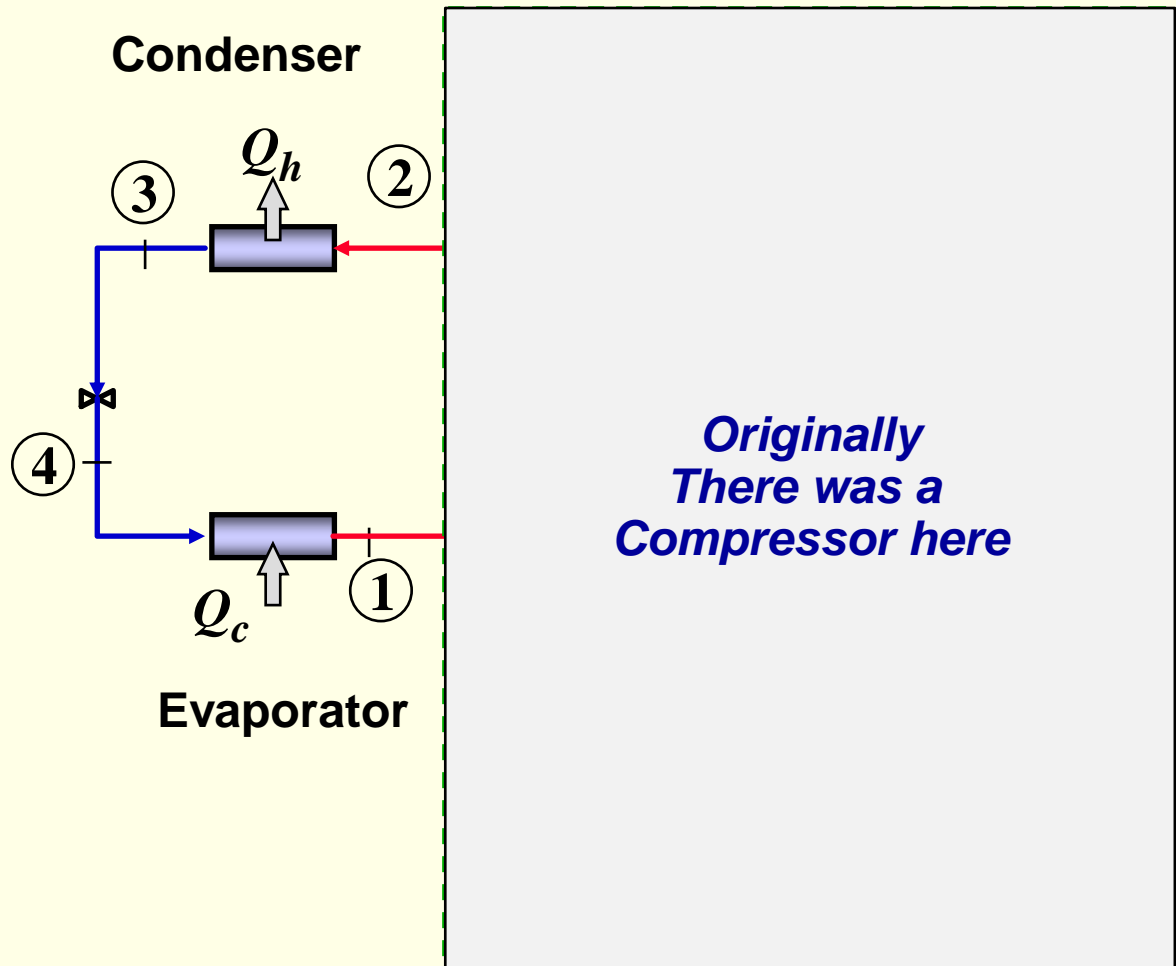 Condenser
Qh
2
3
Originally
There was a
Compressor here
4
1
Qc
Evaporator